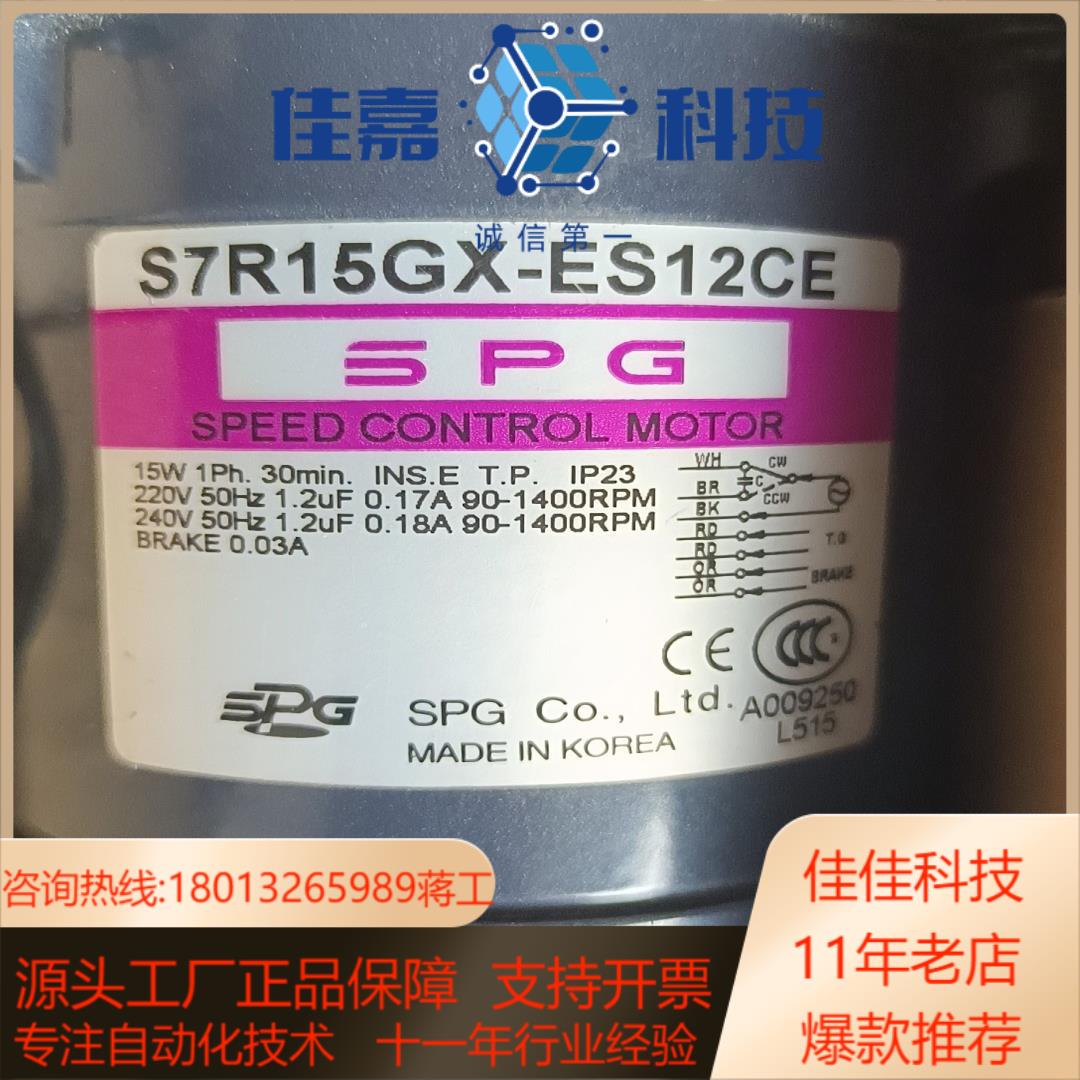 佳嘉 科技
诚信第一
S7R15GX-ES12CE
SPG
SPEED CONTROL MOTOR
15W 1Ph. 30min. INS.E T.P. IP23
220V 50Hz 1.2uF 0.17A 90-1400RPM
240V 50Hz 1.2uF 0.18A 90-1400RPM
BRAKE 0.03A
WH
CW
C
BR
CCW
BK
RD
T.G
RD
OR
BRAKE
OR
CE
CCC
SPG
SPG Co., Ltd.
A009250
L515
MADE IN KOREA
咨询热线:18013265989蒋工
源头工厂正品保障 支持开票
专注自动化技术 十一年行业经验
佳佳科技
11年老店
爆款推荐